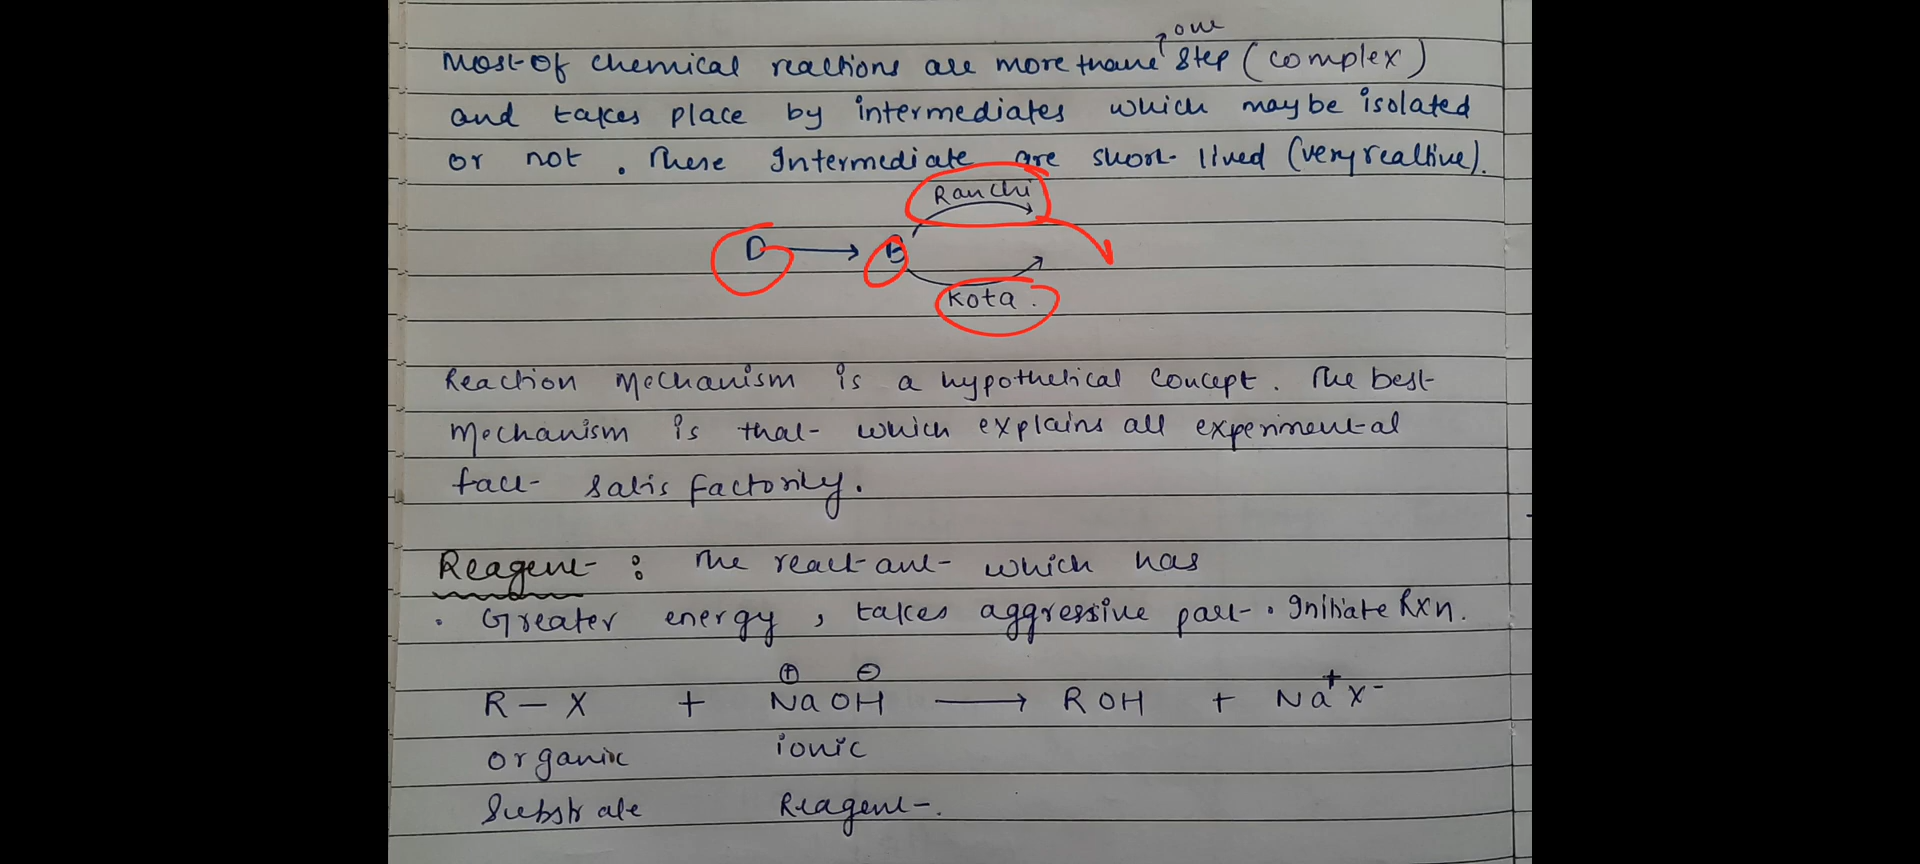 one
Most of chemical reactions are more than step (complex)
and takes place by intermediates which may be isolated
or not. These Intermediate are short-lived (very reactive).
Ranchi
D → B
Kota.
Reaction Mechanism is a hypothetical concept. The best
Mechanism is that which explains all experimental
fact satisfactorily.
Reagent : The reactant which has
• Greater energy, takes aggressive part. Initiate Rxn.
⊕ ⊖
R – X + NaOH → ROH + Na⁺X⁻
organic ionic
Substrate Reagent.